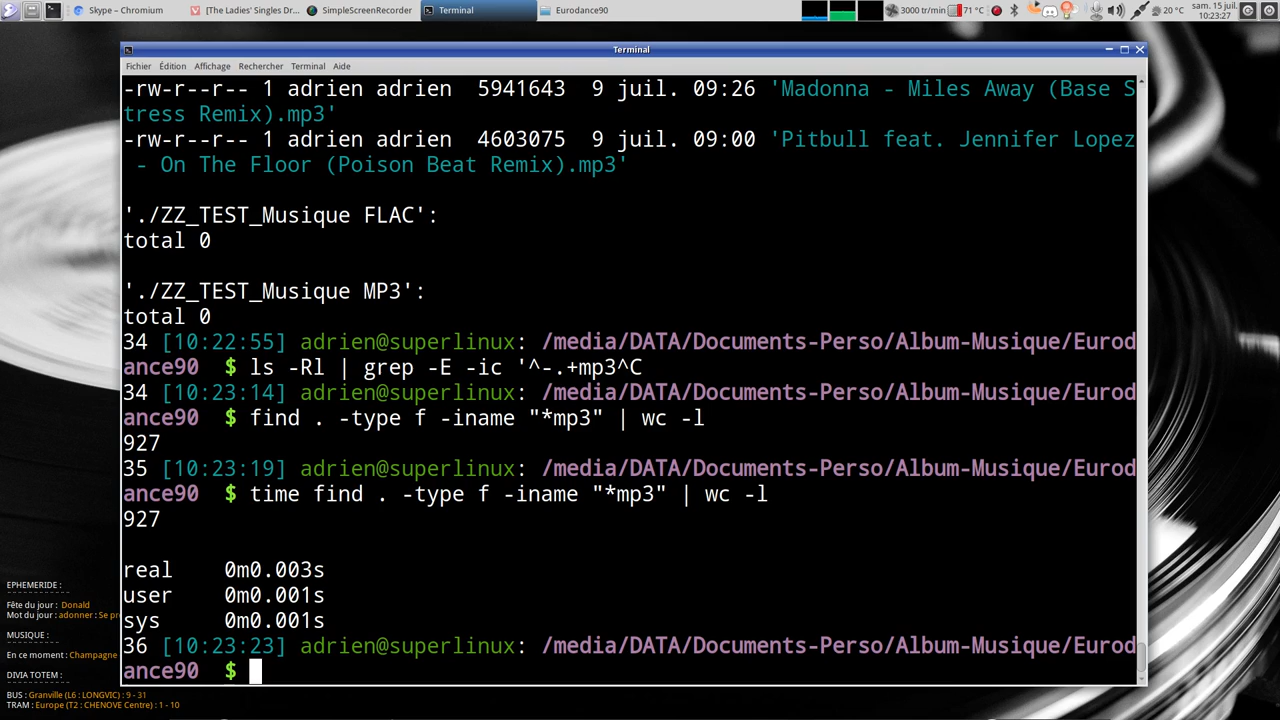 Skype – Chromium
[The Ladies' Singles Dr...
SimpleScreenRecorder
Terminal
Eurodance90
3000 tr/min
71 °C
20 °C
sam. 15 juil.
10:23:27
Terminal
Fichier Édition Affichage Rechercher Terminal Aide
-rw-r--r-- 1 adrien adrien  5941643  9 juil. 09:26 'Madonna - Miles Away (Base S
tress Remix).mp3'
-rw-r--r-- 1 adrien adrien  4603075  9 juil. 09:00 'Pitbull feat. Jennifer Lopez
 - On The Floor (Poison Beat Remix).mp3'
'./ZZ_TEST_Musique FLAC':
total 0
'./ZZ_TEST_Musique MP3':
total 0
34 [10:22:55] adrien@superlinux: /media/DATA/Documents-Perso/Album-Musique/Eurod
ance90  $ ls -Rl | grep -E -ic '^-.+mp3^C
34 [10:23:14] adrien@superlinux: /media/DATA/Documents-Perso/Album-Musique/Eurod
ance90  $ find . -type f -iname "*mp3" | wc -l
927
35 [10:23:19] adrien@superlinux: /media/DATA/Documents-Perso/Album-Musique/Eurod
ance90  $ time find . -type f -iname "*mp3" | wc -l
927
real    0m0.003s
user    0m0.001s
sys     0m0.001s
36 [10:23:23] adrien@superlinux: /media/DATA/Documents-Perso/Album-Musique/Eurod
ance90  $
EPHEMERIDE :
Fête du jour : Donald
Mot du jour : adonner : Se pr
MUSIQUE :
En ce moment : Champagne
DIVIA TOTEM :
BUS : Granville (L6 : LONGVIC) : 9 - 31
TRAM : Europe (T2 : CHENOVE Centre) : 1 - 10